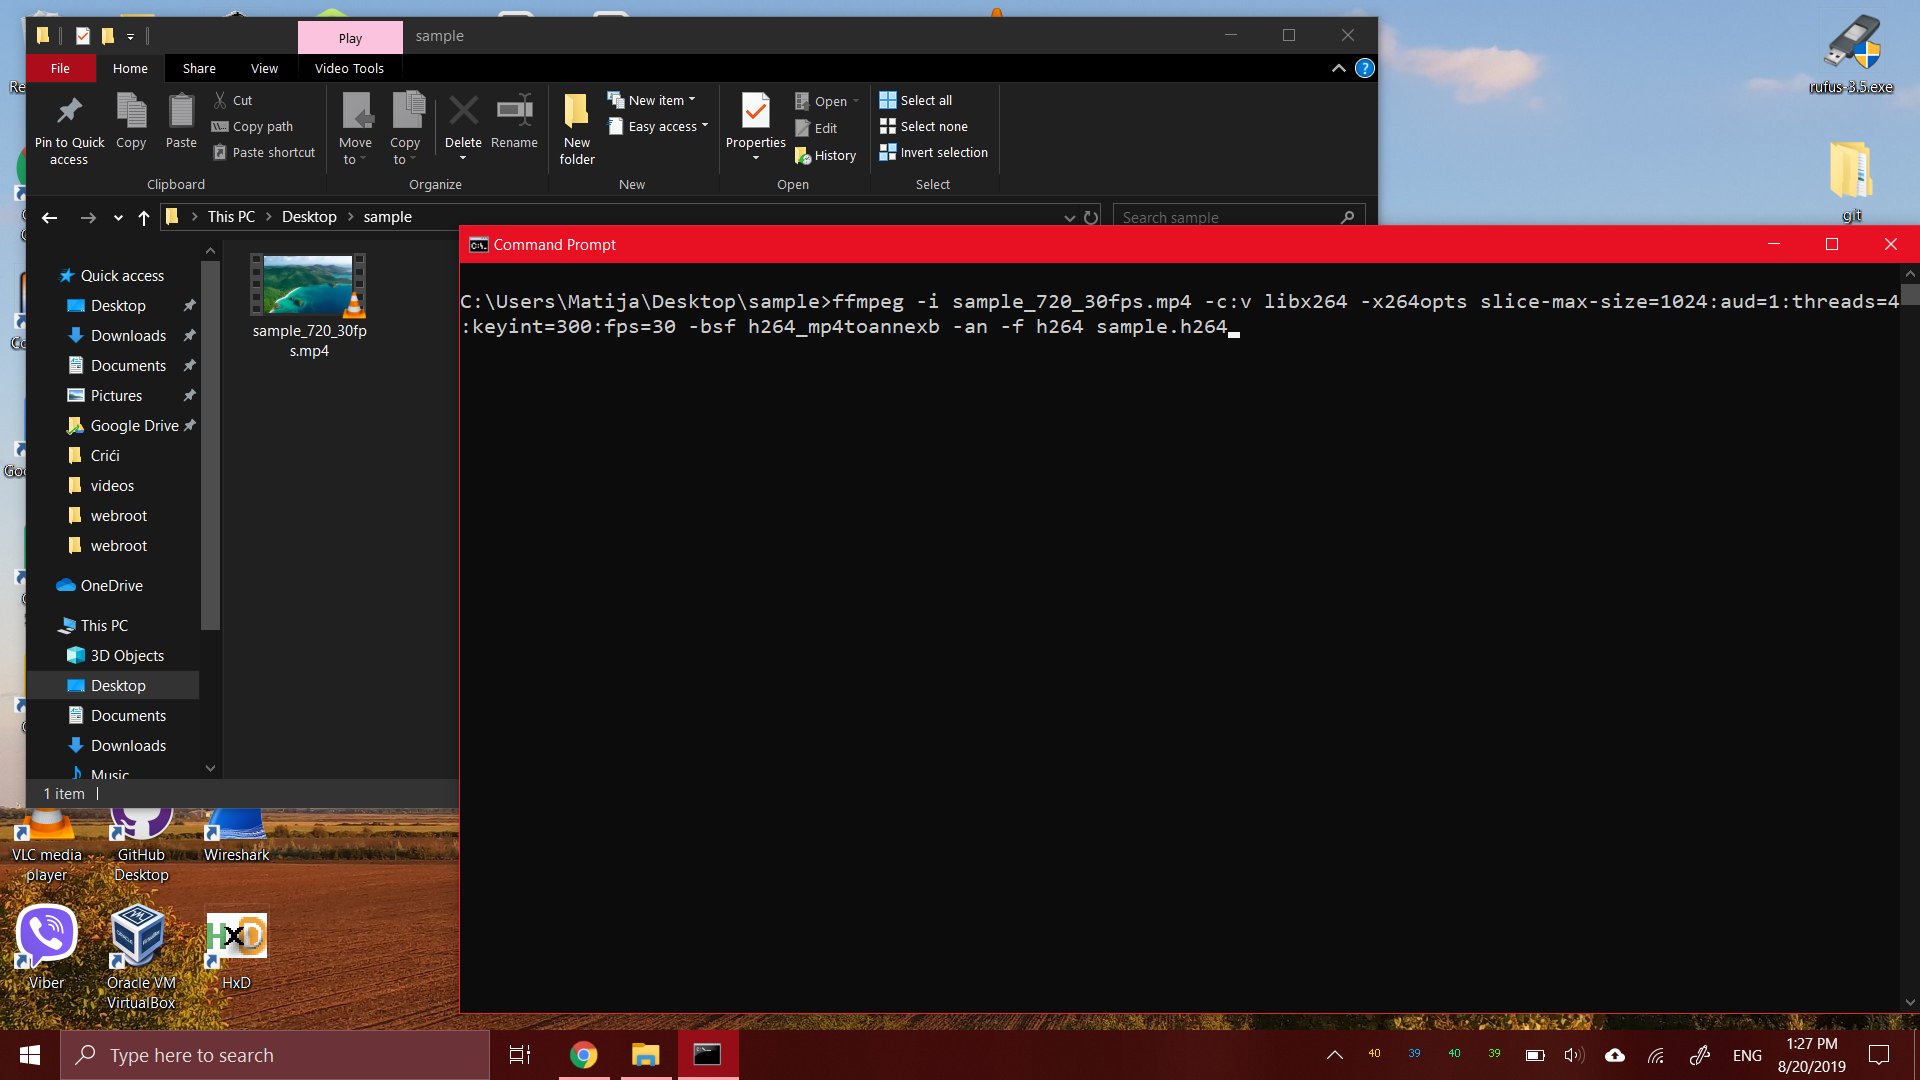 Play
sample
File
Home
Share
View
Video Tools
Pin to Quick
access
Copy
Paste
Cut
Copy path
Paste shortcut
Clipboard
Move
to
Copy
to
Delete
Rename
Organize
New
folder
New item
Easy access
New
Properties
Open
Edit
History
Open
Select all
Select none
Invert selection
Select
This PC
Desktop
sample
Search sample
Quick access
Desktop
Downloads
Documents
Pictures
Google Drive
Crići
videos
webroot
webroot
OneDrive
This PC
3D Objects
Desktop
Documents
Downloads
Music
1 item
sample_720_30fp
s.mp4
Command Prompt
C:\Users\Matija\Desktop\sample>ffmpeg -i sample_720_30fps.mp4 -c:v libx264 -x264opts slice-max-size=1024:aud=1:threads=4
:keyint=300:fps=30 -bsf h264_mp4toannexb -an -f h264 sample.h264
rufus-3.5.exe
git
VLC media
player
GitHub
Desktop
Wireshark
Viber
Oracle VM
VirtualBox
HxD
HxD
Type here to search
40
39
40
39
ENG
1:27 PM
8/20/2019